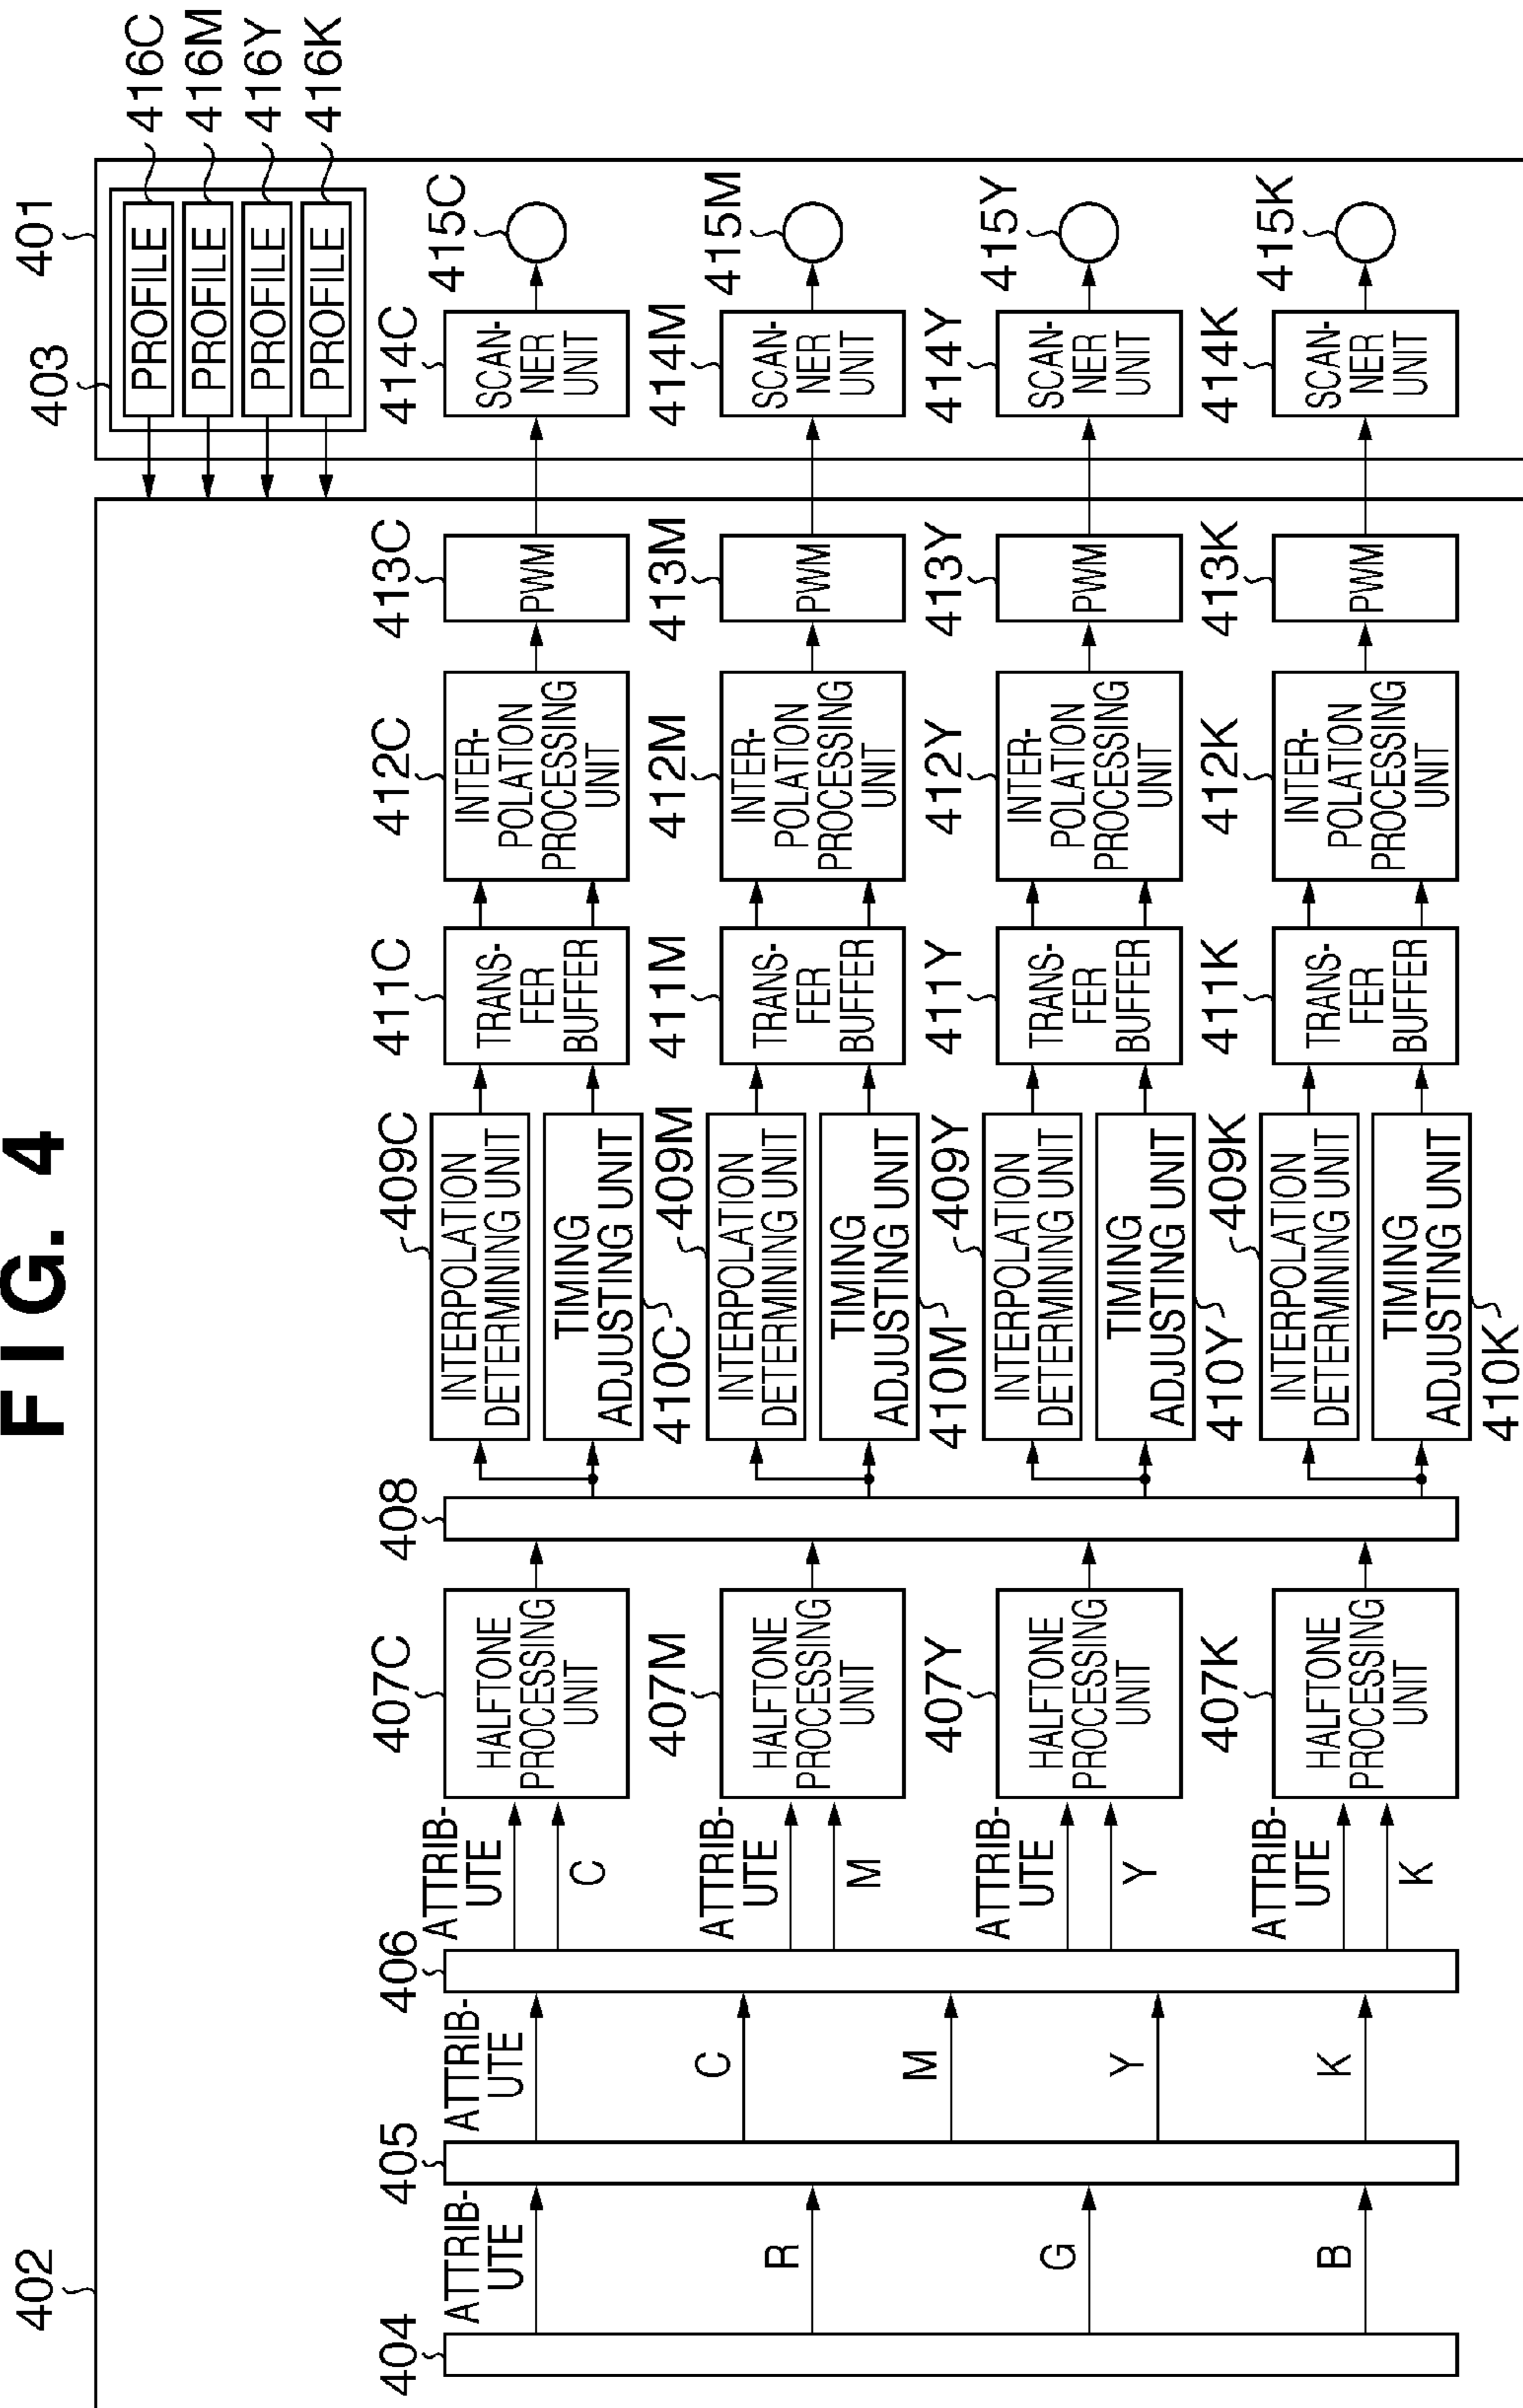 FIG. 4
402
403
401
PROFILE
416C
PROFILE
416M
PROFILE
416Y
PROFILE
416K
404
405
406
408
ATTRIB-
UTE
R
G
B
ATTRIB-
UTE
C
M
Y
K
ATTRIB-
UTE
C
407C
HALFTONE
PROCESSING
UNIT
409C
INTERPOLATION
DETERMINING UNIT
TIMING
ADJUSTING UNIT
410C
411C
TRANS-
FER
BUFFER
412C
INTER-
POLATION
PROCESSING
UNIT
413C
PWM
414C
SCAN-
NER
UNIT
415C
ATTRIB-
UTE
M
407M
HALFTONE
PROCESSING
UNIT
409M
INTERPOLATION
DETERMINING UNIT
TIMING
ADJUSTING UNIT
410M
411M
TRANS-
FER
BUFFER
412M
INTER-
POLATION
PROCESSING
UNIT
413M
PWM
414M
SCAN-
NER
UNIT
415M
ATTRIB-
UTE
Y
407Y
HALFTONE
PROCESSING
UNIT
409Y
INTERPOLATION
DETERMINING UNIT
TIMING
ADJUSTING UNIT
410Y
411Y
TRANS-
FER
BUFFER
412Y
INTER-
POLATION
PROCESSING
UNIT
413Y
PWM
414Y
SCAN-
NER
UNIT
415Y
ATTRIB-
UTE
K
407K
HALFTONE
PROCESSING
UNIT
409K
INTERPOLATION
DETERMINING UNIT
TIMING
ADJUSTING UNIT
410K
411K
TRANS-
FER
BUFFER
412K
INTER-
POLATION
PROCESSING
UNIT
413K
PWM
414K
SCAN-
NER
UNIT
415K